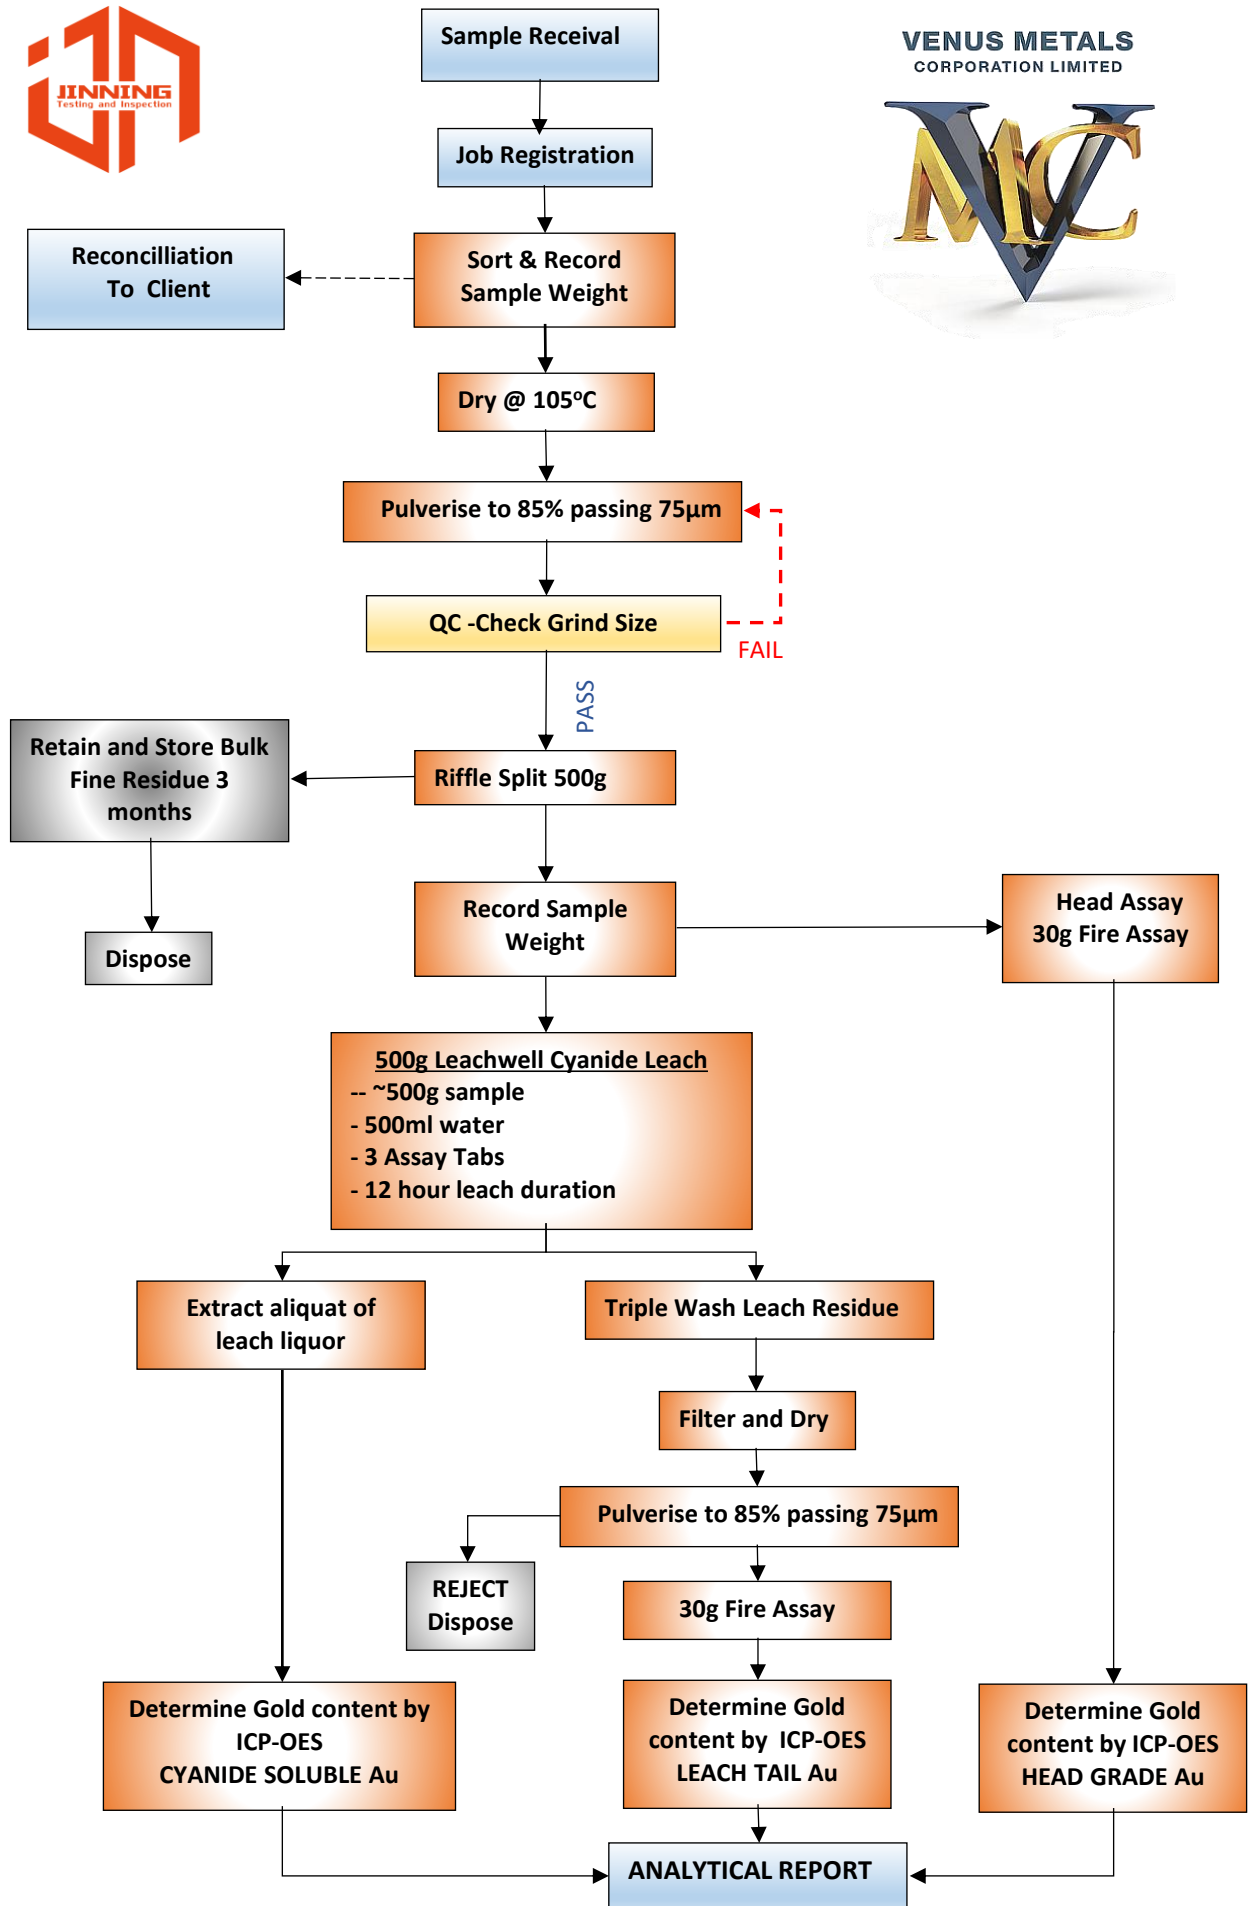 JINNING
Testing and Inspection
VENUS METALS
CORPORATION LIMITED
VMC
Sample Receival
Job Registration
Reconcilliation
To Client
Sort & Record
Sample Weight
Dry @ 105°C
Pulverise to 85% passing 75µm
QC -Check Grind Size
FAIL
PASS
Retain and Store Bulk
Fine Residue 3
months
Riffle Split 500g
Dispose
Record Sample
Weight
Head Assay
30g Fire Assay
500g Leachwell Cyanide Leach
-- ~500g sample
- 500ml water
- 3 Assay Tabs
- 12 hour leach duration
Extract aliquat of
leach liquor
Triple Wash Leach Residue
Filter and Dry
Pulverise to 85% passing 75µm
REJECT
Dispose
30g Fire Assay
Determine Gold content by
ICP-OES
CYANIDE SOLUBLE Au
Determine Gold
content by ICP-OES
LEACH TAIL Au
Determine Gold
content by ICP-OES
HEAD GRADE Au
ANALYTICAL REPORT